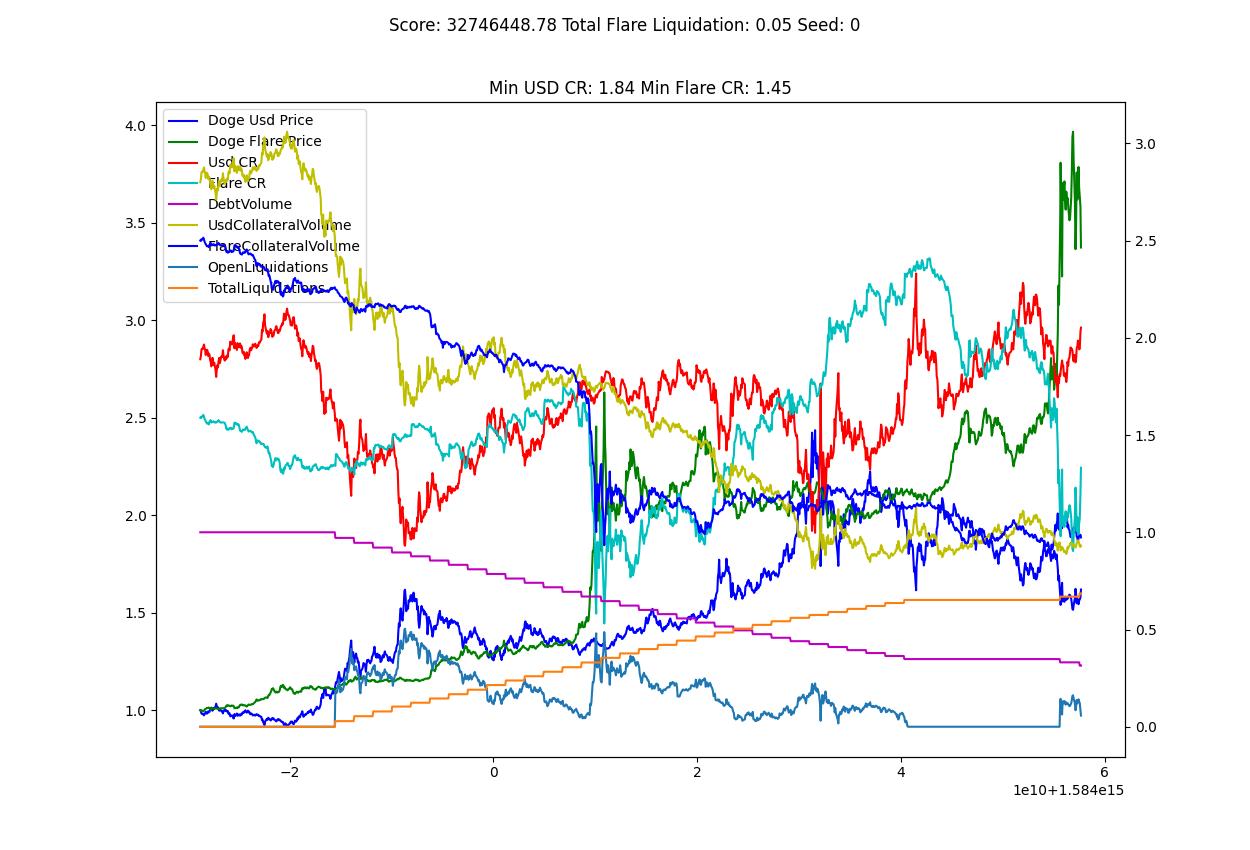 Score: 32746448.78 Total Flare Liquidation: 0.05 Seed: 0
Min USD CR: 1.84 Min Flare CR: 1.45
Doge Usd Price
Doge Flare Price
Usd CR
Flare CR
DebtVolume
UsdCollateralVolume
FlareCollateralVolume
OpenLiquidations
TotalLiquidations
4.0
3.5
3.0
2.5
2.0
1.5
1.0
3.0
2.5
2.0
1.5
1.0
0.5
0.0
−2 0 2 4 6
1e10+1.584e15